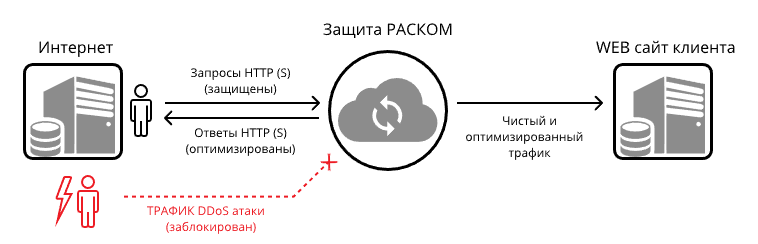 Интернет
Защита РАСКОМ
WEB сайт клиента
Запросы HTTP (S)
(защищены)
Ответы HTTP (S)
(оптимизированы)
Чистый и
оптимизированный
трафик
ТРАФИК DDoS атаки
(заблокирован)